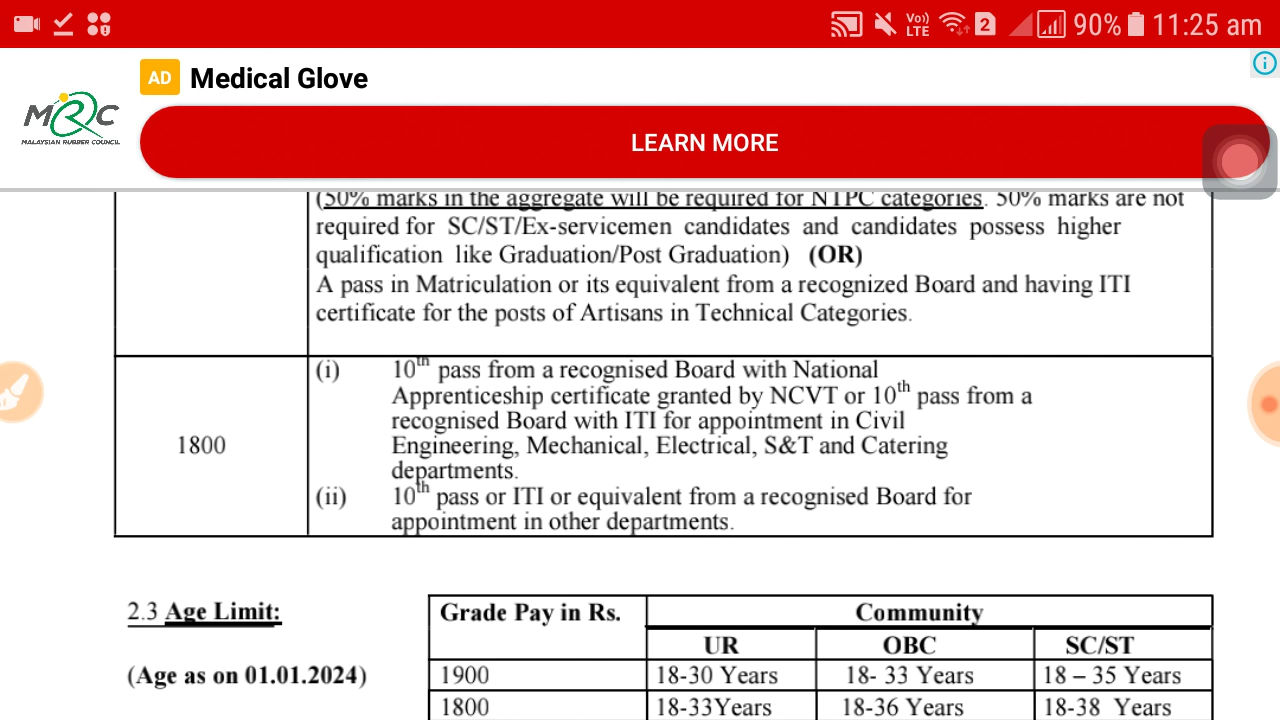 Vo)) LTE 2 90% 11:25 am
AD Medical Glove
MRC
MALAYSIAN RUBBER COUNCIL
LEARN MORE
(50% marks in the aggregate will be required for NTPC categories. 50% marks are not
required for SC/ST/Ex-servicemen candidates and candidates possess higher
qualification like Graduation/Post Graduation) (OR)
A pass in Matriculation or its equivalent from a recognized Board and having ITI
certificate for the posts of Artisans in Technical Categories.
1800
(i) 10th pass from a recognised Board with National
Apprenticeship certificate granted by NCVT or 10th pass from a
recognised Board with ITI for appointment in Civil
Engineering, Mechanical, Electrical, S&T and Catering
departments.
(ii) 10th pass or ITI or equivalent from a recognised Board for
appointment in other departments.
2.3 Age Limit:
(Age as on 01.01.2024)
Grade Pay in Rs. Community
UR OBC SC/ST
1900 18-30 Years 18- 33 Years 18 – 35 Years
1800 18-33Years 18-36 Years 18-38 Years